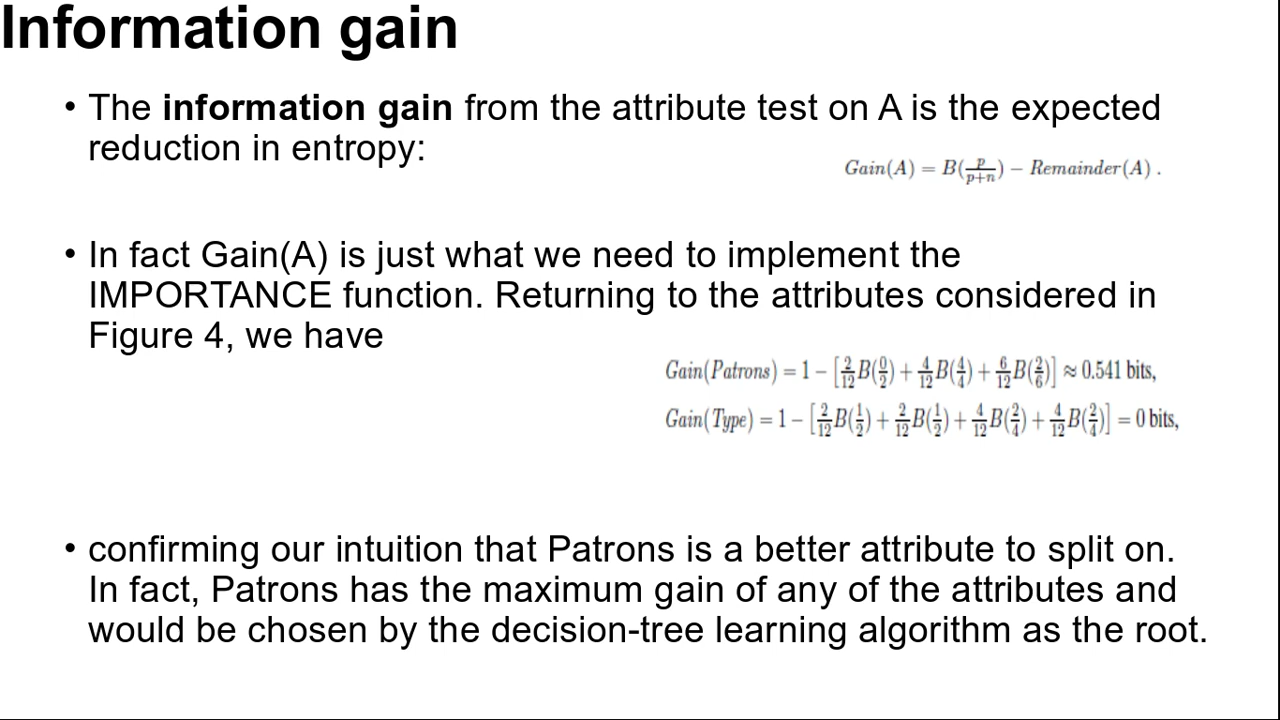 Information gain
• The information gain from the attribute test on A is the expected
reduction in entropy:
Gain(A) = B(p/p+n) − Remainder(A) .
• In fact Gain(A) is just what we need to implement the
IMPORTANCE function. Returning to the attributes considered in
Figure 4, we have
Gain(Patrons) = 1 − [2/12 B(0/2) + 4/12 B(4/4) + 6/12 B(2/6)] ≈ 0.541 bits,
Gain(Type) = 1 − [2/12 B(1/2) + 2/12 B(1/2) + 4/12 B(2/4) + 4/12 B(2/4)] = 0 bits,
• confirming our intuition that Patrons is a better attribute to split on.
In fact, Patrons has the maximum gain of any of the attributes and
would be chosen by the decision-tree learning algorithm as the root.